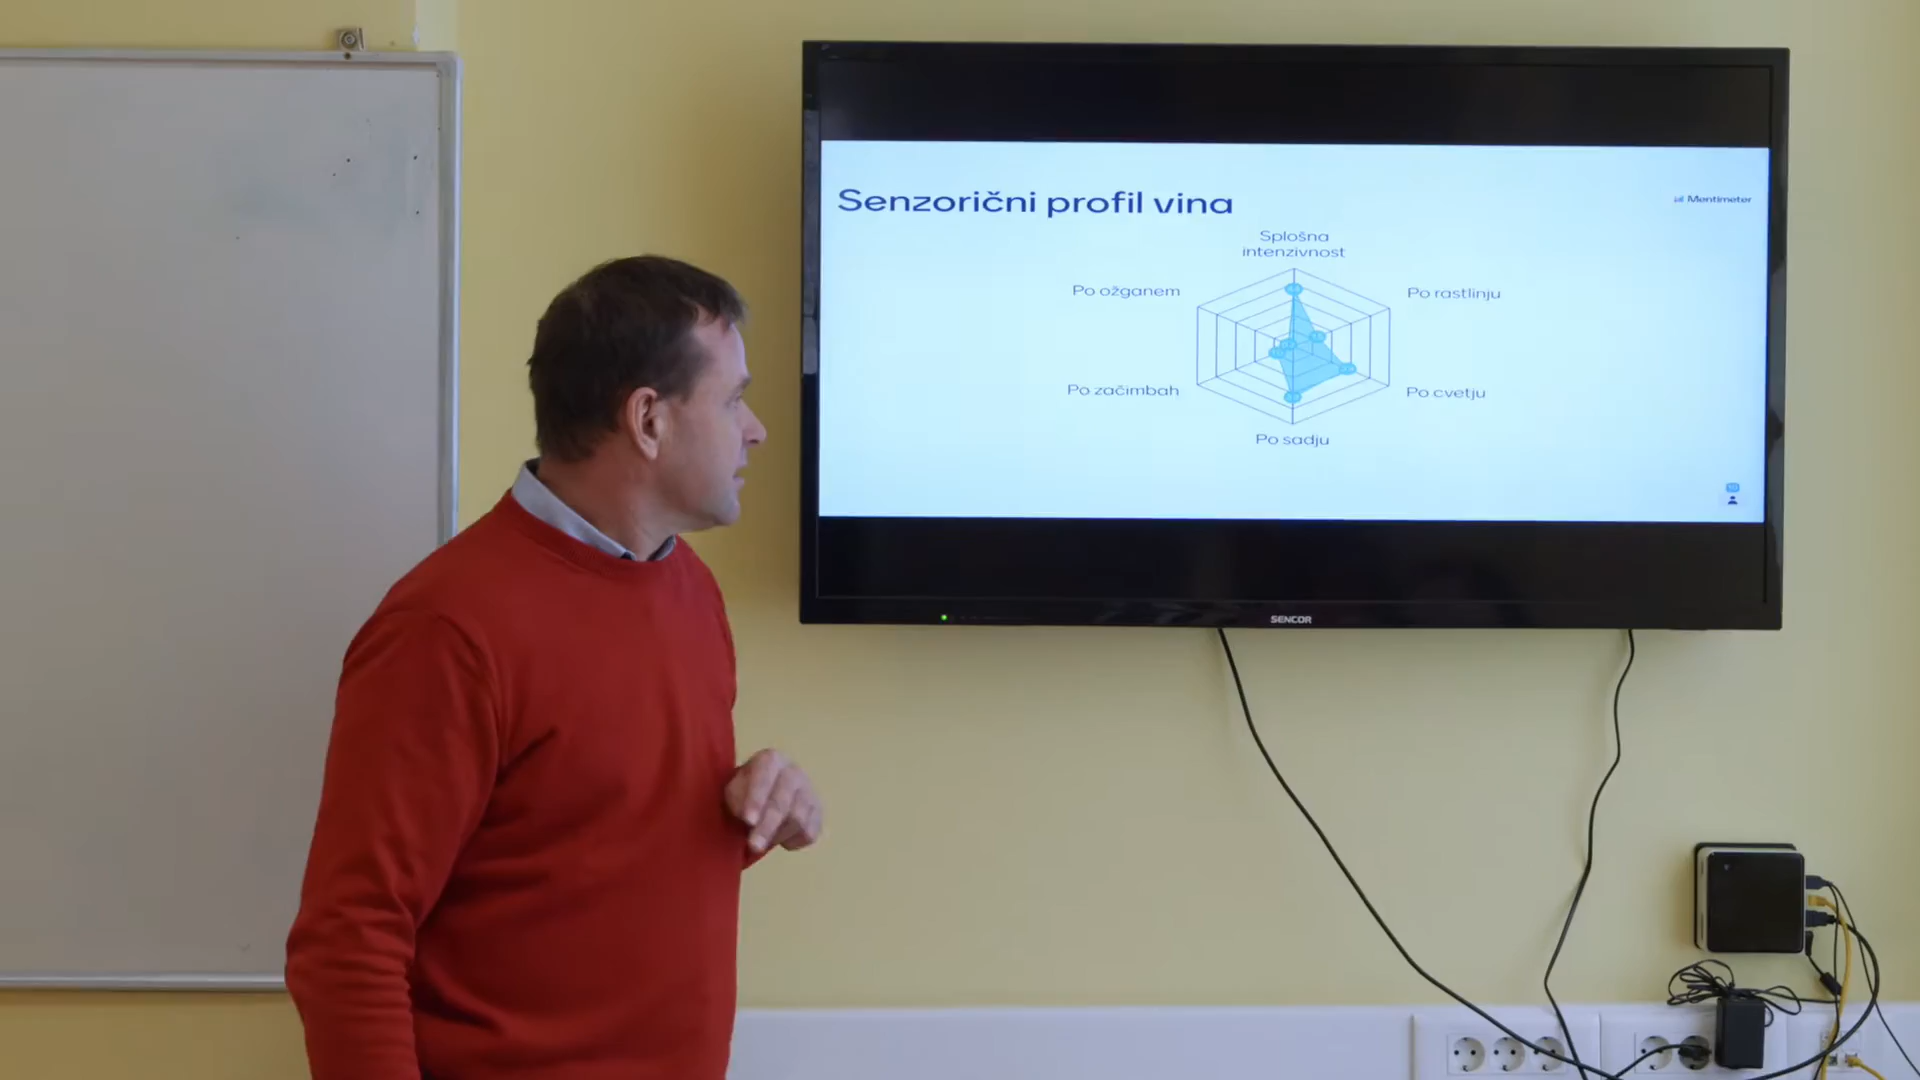 Senzorični profil vina
Mentimeter
Splošna
intenzivnost
Po ožganem
Po rastlinju
Po začimbah
Po cvetju
Po sadju
SENCOR